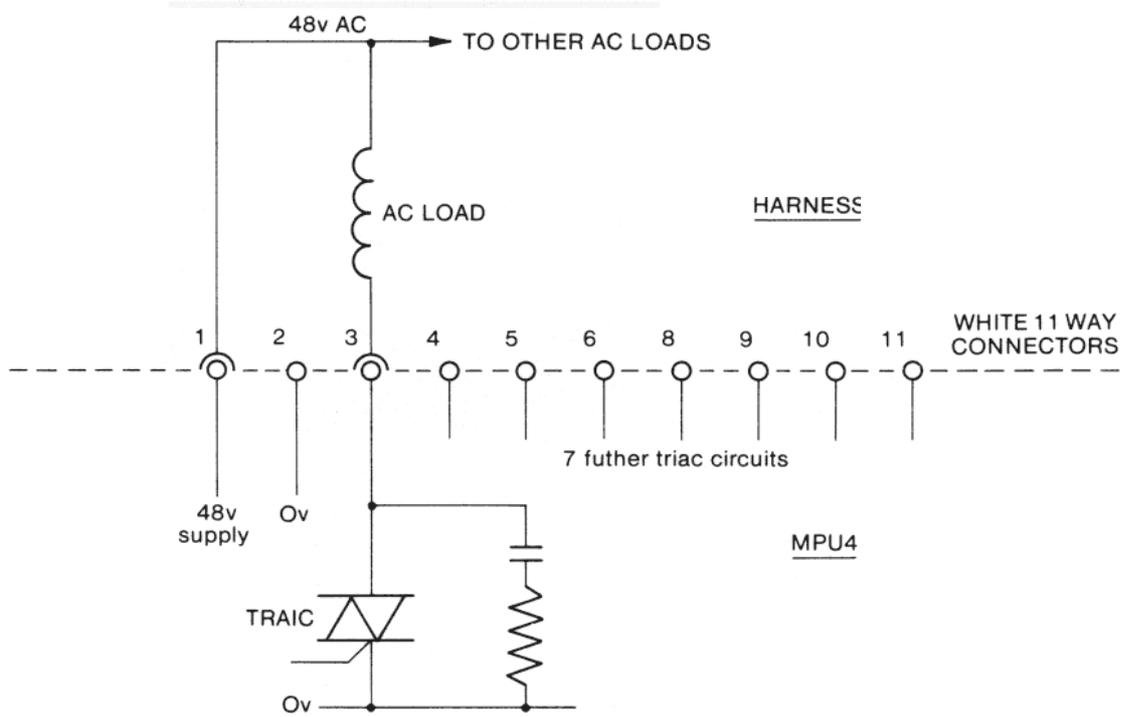 48v AC
TO OTHER AC LOADS
AC LOAD
HARNESS
1 2 3 4 5 6 8 9 10 11
WHITE 11 WAY
CONNECTORS
7 futher triac circuits
48v
supply
Ov
MPU4
TRAIC
Ov